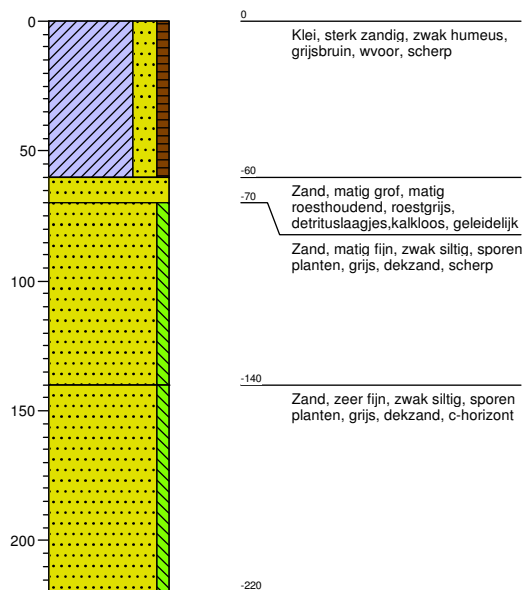 0
50
100
150
200
0
Klei, sterk zandig, zwak humeus,
grijsbruin, wvoor, scherp
-60
Zand, matig grof, matig
roesthoudend, roestgrijs,
detrituslaagjes,kalkloos, geleidelijk
-70
Zand, matig fijn, zwak siltig, sporen
planten, grijs, dekzand, scherp
-140
Zand, zeer fijn, zwak siltig, sporen
planten, grijs, dekzand, c-horizont
-220